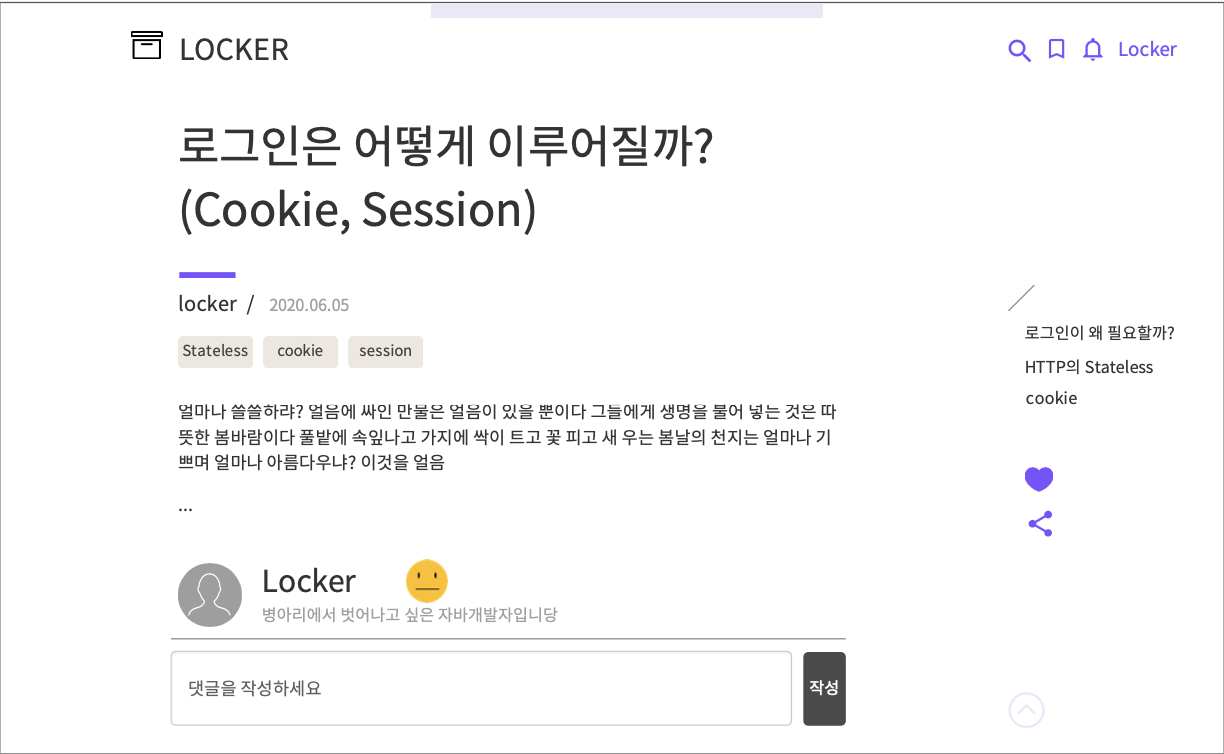 LOCKER
Locker
로그인은 어떻게 이루어질까?
(Cookie, Session)
locker / 2020.06.05
Stateless cookie session
얼마나 쓸쓸하랴? 얼음에 싸인 만물은 얼음이 있을 뿐이다 그들에게 생명을 불어 넣는 것은 따
뜻한 봄바람이다 풀밭에 속잎나고 가지에 싹이 트고 꽃 피고 새 우는 봄날의 천지는 얼마나 기
쁘며 얼마나 아름다우냐? 이것을 얼음
...
로그인이 왜 필요할까?
HTTP의 Stateless
cookie
Locker
병아리에서 벗어나고 싶은 자바개발자입니당
댓글을 작성하세요
작성